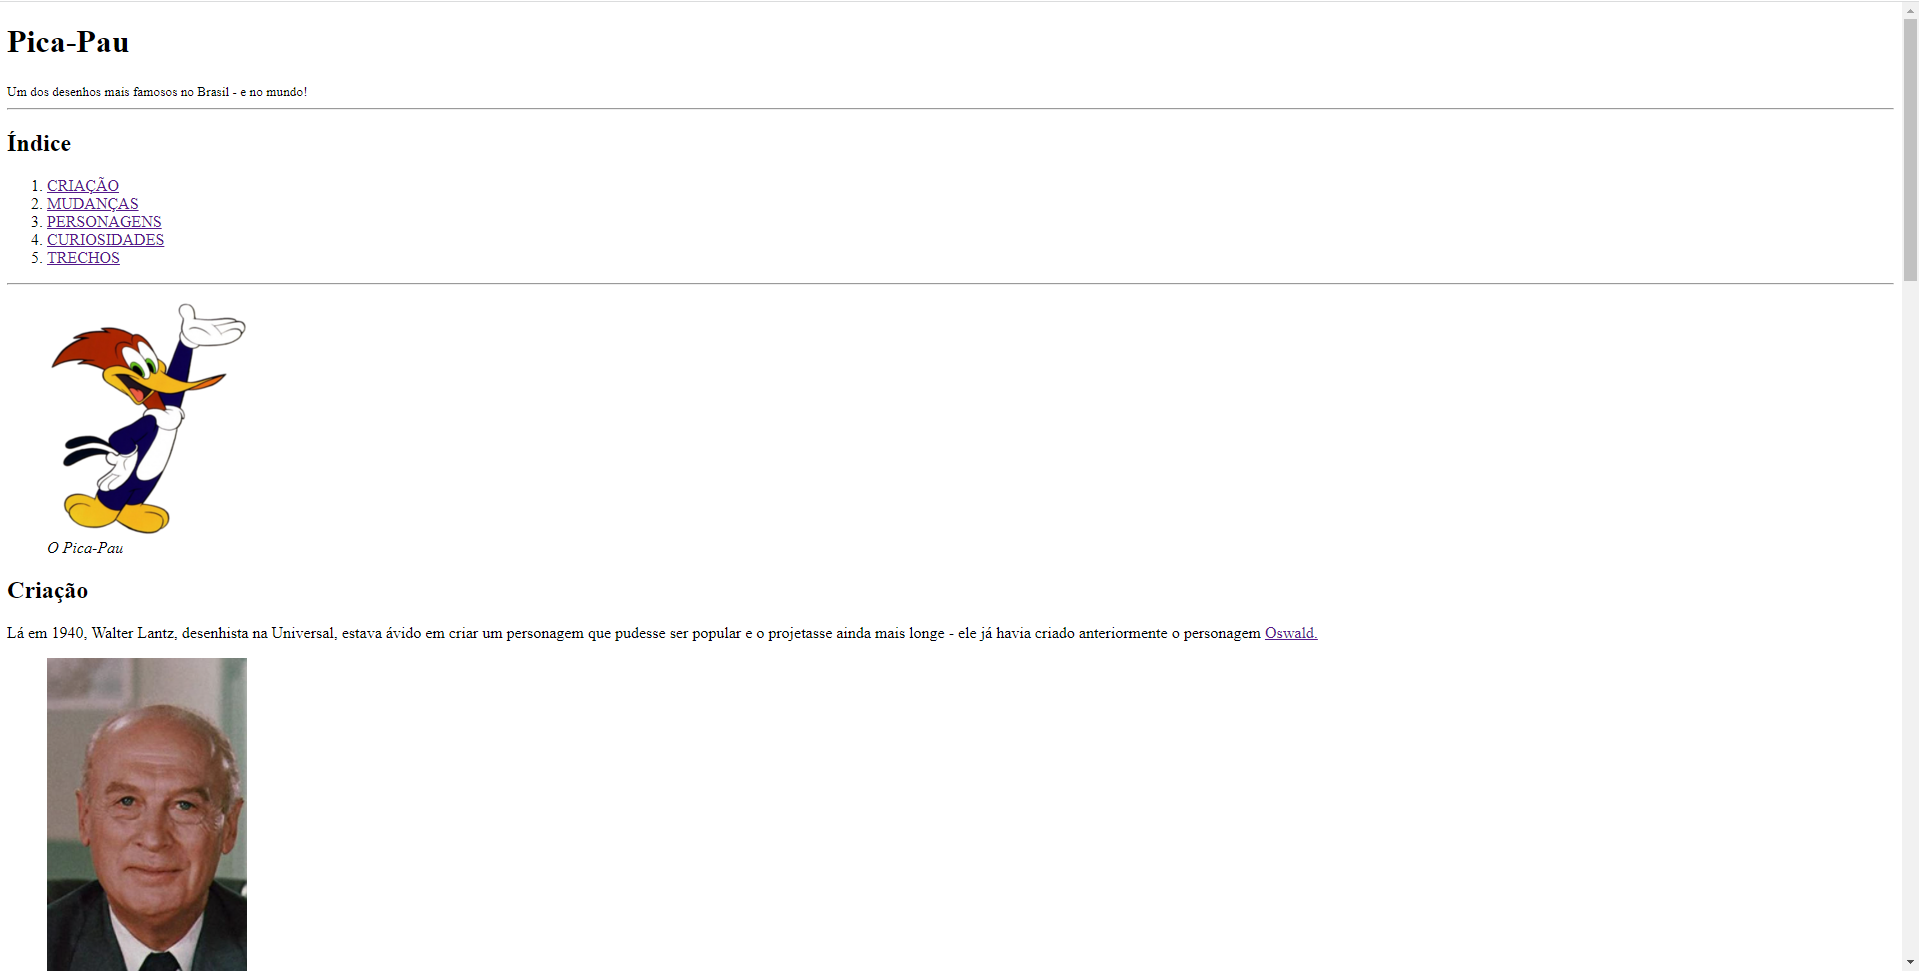 Pica-Pau
Um dos desenhos mais famosos no Brasil - e no mundo!
Índice
1. CRIAÇÃO
2. MUDANÇAS
3. PERSONAGENS
4. CURIOSIDADES
5. TRECHOS
O Pica-Pau
Criação
Lá em 1940, Walter Lantz, desenhista na Universal, estava ávido em criar um personagem que pudesse ser popular e o projetasse ainda mais longe - ele já havia criado anteriormente o personagem Oswald.